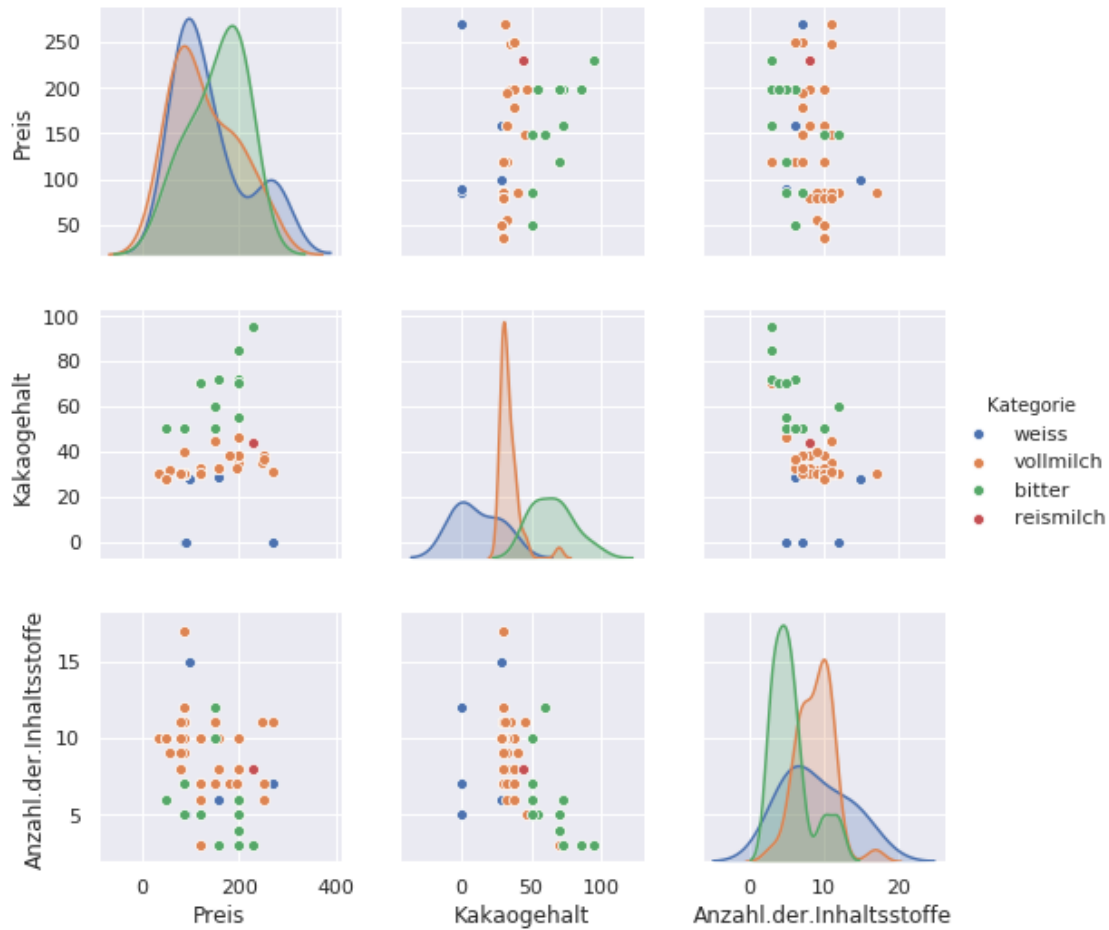 Preis
250
200
150
100
50
Kakaogehalt
100
80
60
40
20
0
Kategorie
weiss
vollmilch
bitter
reismilch
Anzahl.der.Inhaltsstoffe
15
10
5
0 200 400
0 50 100
0 10 20
Preis
Kakaogehalt
Anzahl.der.Inhaltsstoffe